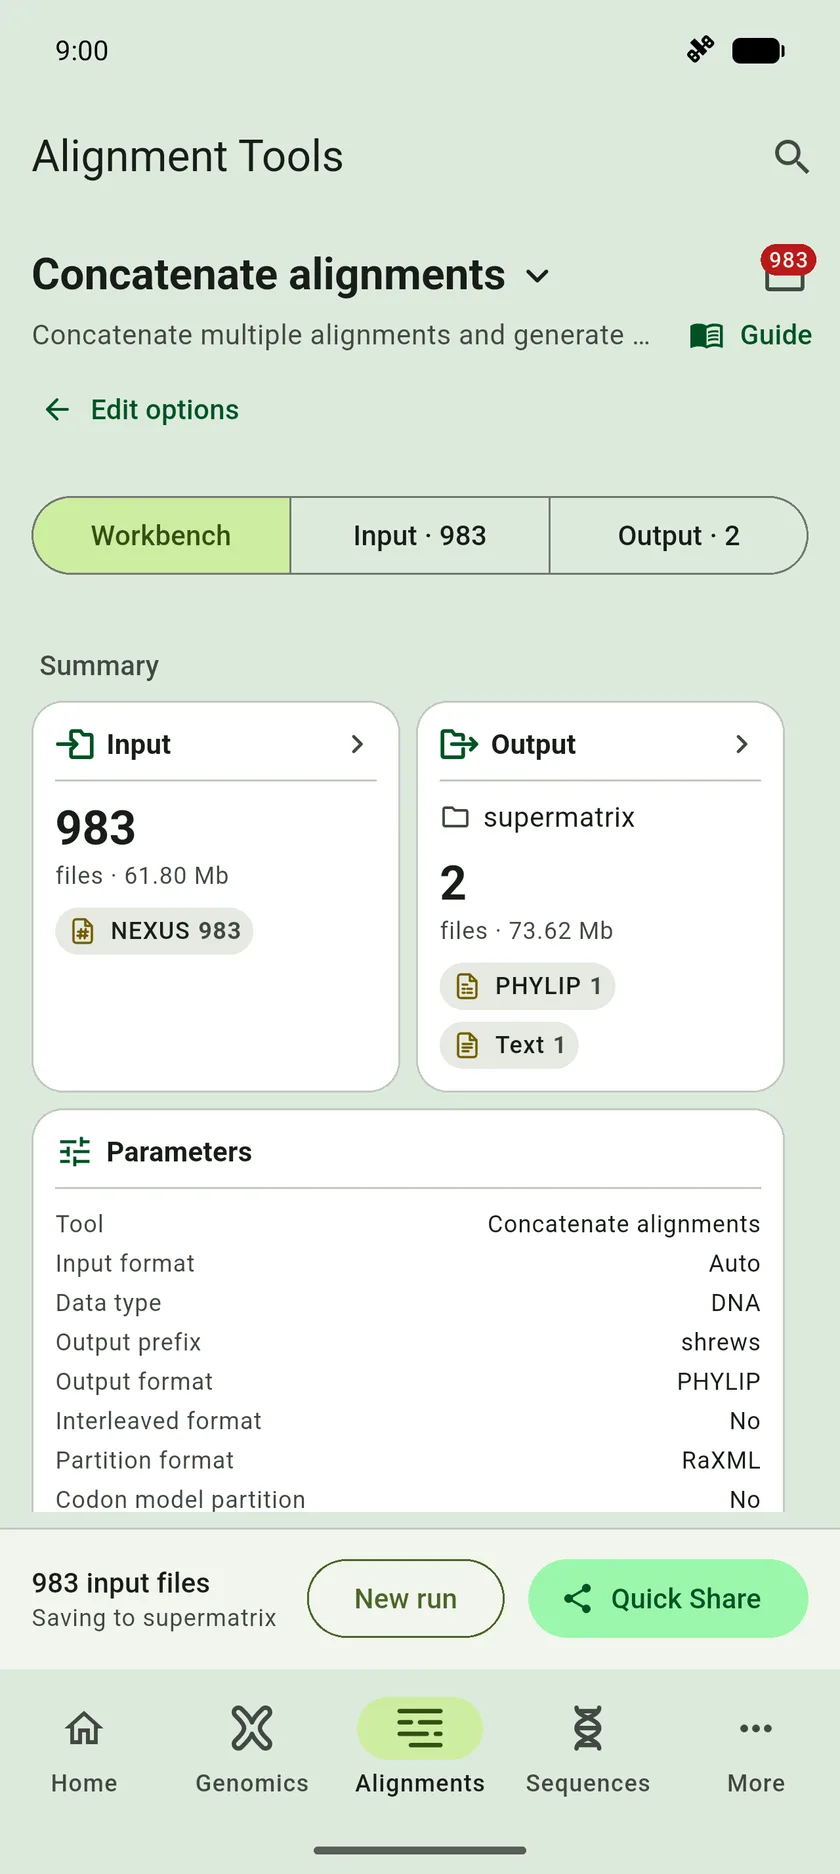 9:00
Alignment Tools
Concatenate alignments
983
Concatenate multiple alignments and generate ...
Guide
Edit options
Workbench
Input · 983
Output · 2
Summary
Input
983
files · 61.80 Mb
NEXUS 983
Output
supermatrix
2
files · 73.62 Mb
PHYLIP 1
Text 1
Parameters
Tool Concatenate alignments
Input format Auto
Data type DNA
Output prefix shrews
Output format PHYLIP
Interleaved format No
Partition format RaXML
Codon model partition No
983 input files
Saving to supermatrix
New run
Quick Share
Home
Genomics
Alignments
Sequences
More